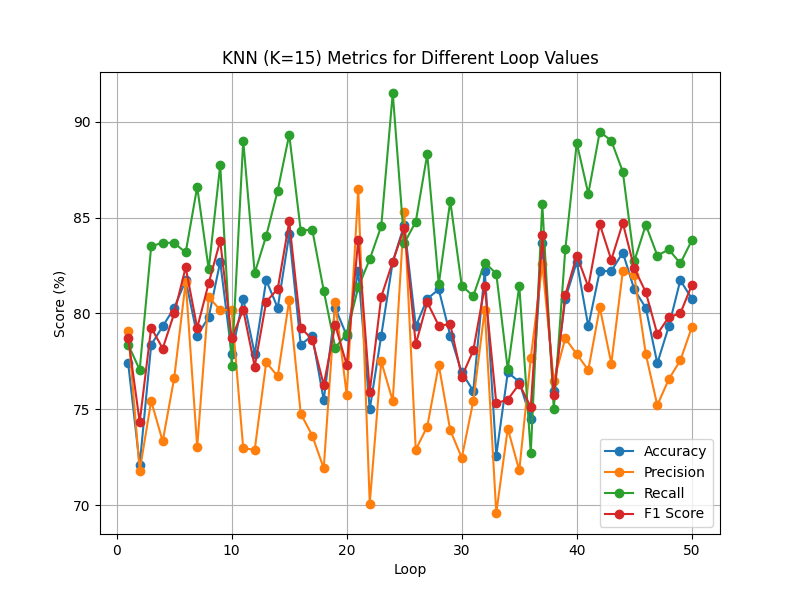 KNN (K=15) Metrics for Different Loop Values
Score (%)
90
85
80
75
70
0
10
20
30
40
50
Loop
Accuracy
Precision
Recall
F1 Score